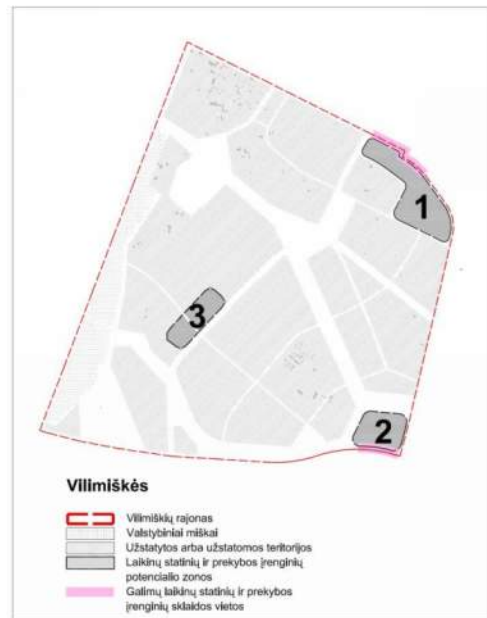 1
3
2
Vilimiškės
Vilimiškių rajonas
Valstybiniai miškai
Užstatytos arba užstatomos teritorijos
Laikinų statinių ir prekybos įrenginių
potencialio zonos
Galimų laikinų statinių ir prekybos
įrenginių sklaidos vietos